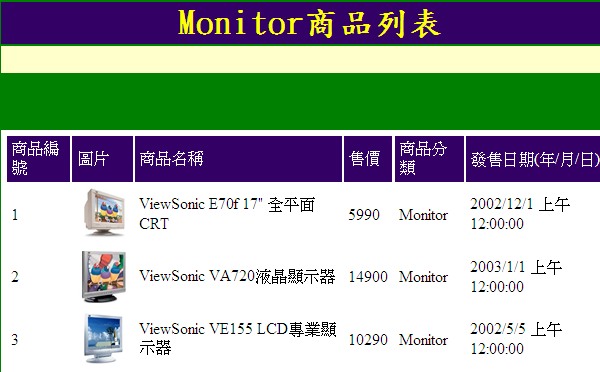 Monitor商品列表
商品編號 圖片 商品名稱 售價 商品分類 發售日期(年/月/日)
1 ViewSonic E70f 17" 全平面 CRT 5990 Monitor 2002/12/1 上午 12:00:00
2 ViewSonic VA720液晶顯示器 14900 Monitor 2003/1/1 上午 12:00:00
3 ViewSonic VE155 LCD專業顯示器 10290 Monitor 2002/5/5 上午 12:00:00